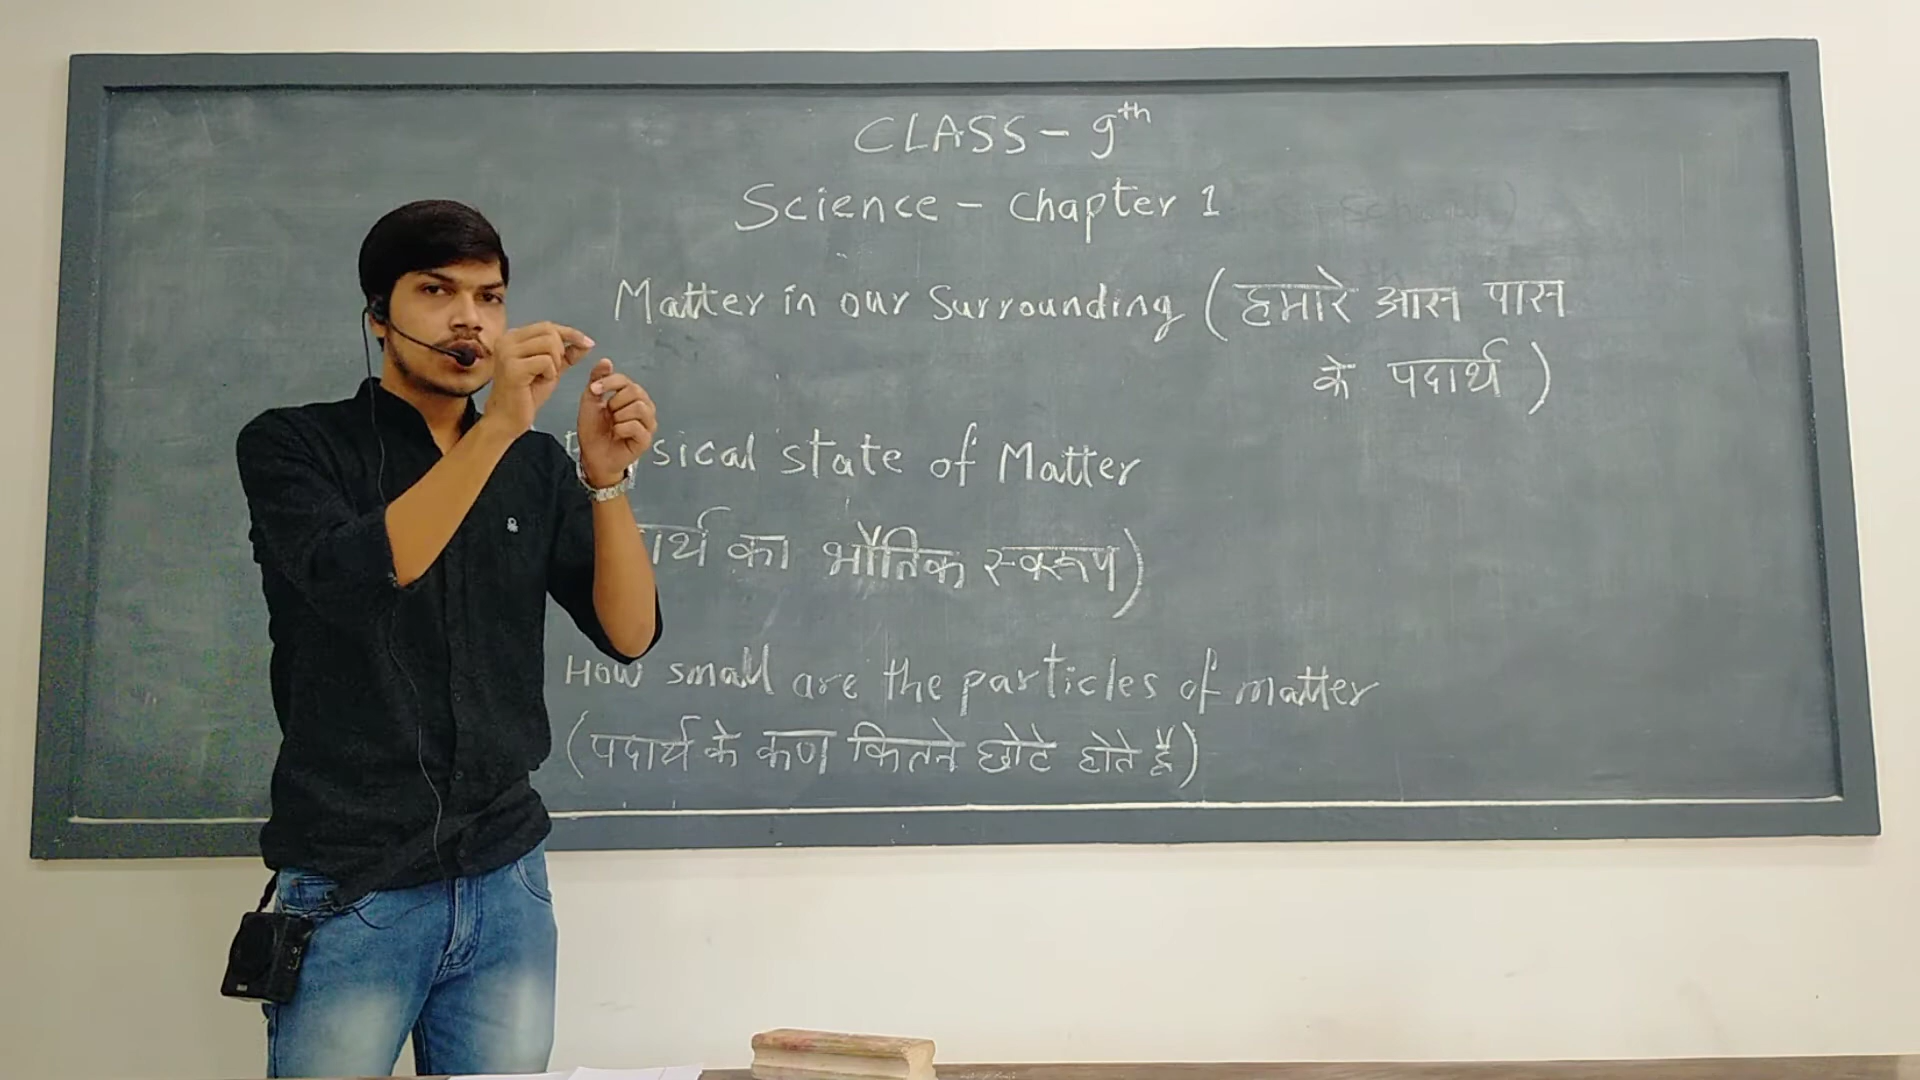 CLASS - 9th
Science - Chapter 1
Matter in our Surrounding (हमारे आस पास
के पदार्थ)
sical state of Matter
का भौतिक स्वरूप)
How small are the particles of matter
(पदार्थ के कण कितने छोटे होते हैं)